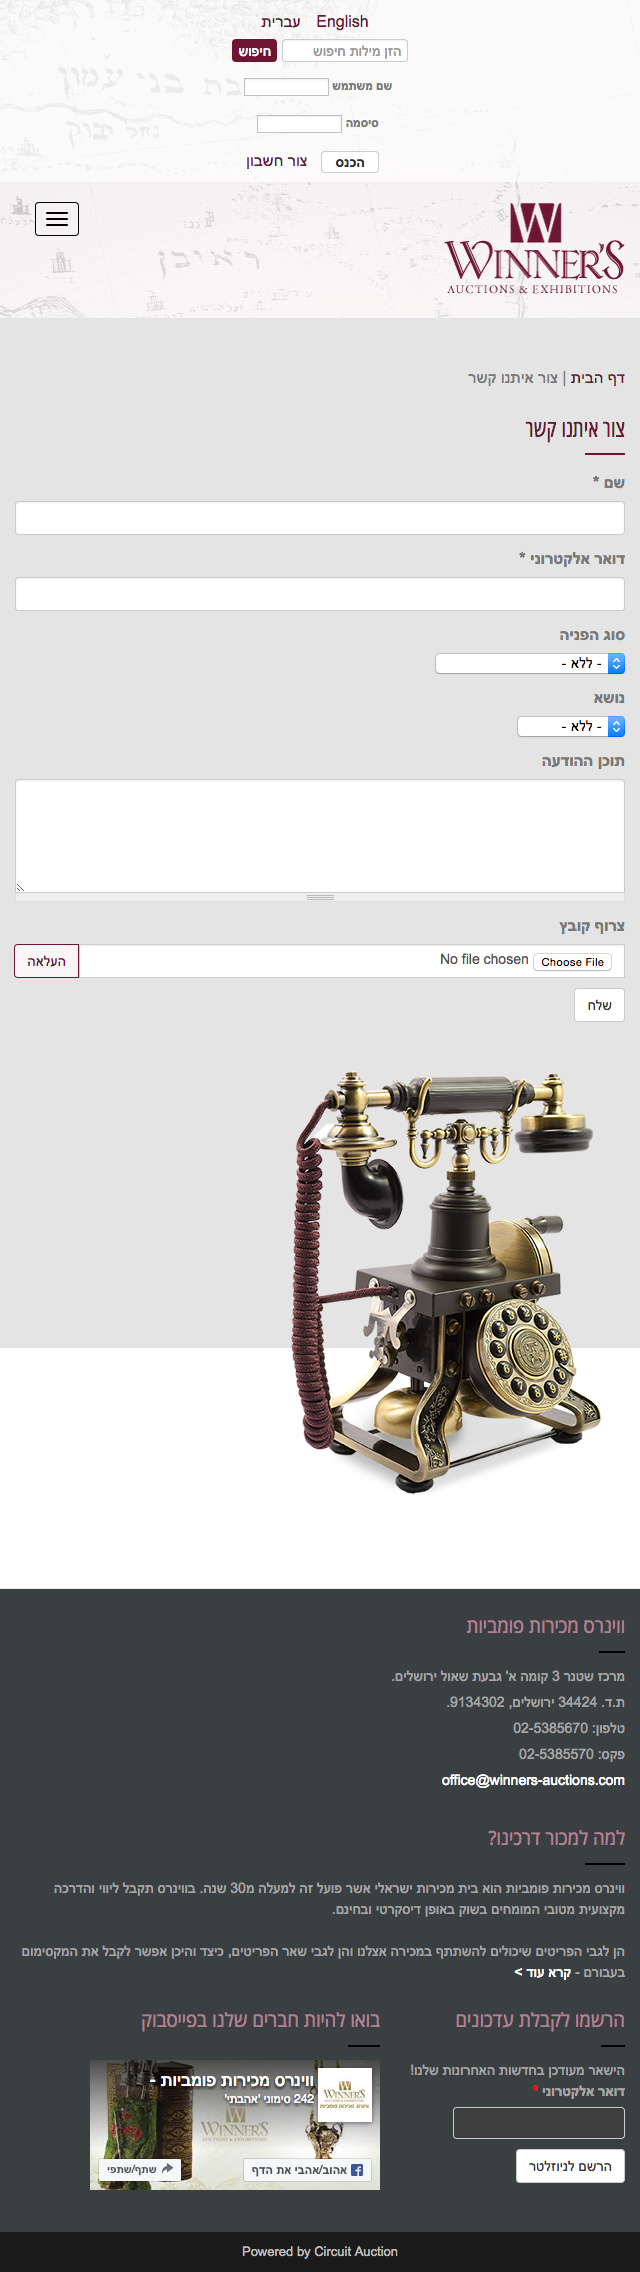 עברית English
הזן מילות חיפוש חיפוש
שם משתמש
סיסמה
הכנס צור חשבון
WINNER'S
AUCTIONS & EXHIBITIONS
דף הבית | צור איתנו קשר
צור איתנו קשר
שם *
דואר אלקטרוני *
סוג הפניה
- ללא -
נושא
- ללא -
תוכן ההודעה
צרוף קובץ
Choose File No file chosen העלאה
שלח
ווינרס מכירות פומביות
מרכז שטנר 3 קומה א' גבעת שאול ירושלים.
ת.ד. 34424 ירושלים, 9134302.
טלפון: 02-5385670
פקס: 02-5385570
office@winners-auctions.com
למה למכור דרכינו?
ווינרס מכירות פומביות הוא בית מכירות ישראלי אשר פועל זה למעלה מ30 שנה. בווינרס תקבל ליווי והדרכה
מקצועית מטובי המומחים בשוק באופן דיסקרטי ובחינם.
הן לגבי הפריטים שיכולים להשתתף במכירה אצלנו והן לגבי שאר הפריטים, כיצד והיכן אפשר לקבל את המקסימום
בעבורם - קרא עוד >
הרשמו לקבלת עדכונים
הישאר מעודכן בחדשות האחרונות שלנו!
דואר אלקטרוני *
הרשם לניוזלטר
בואו להיות חברים שלנו בפייסבוק
ווינרס מכירות פומביות -
242 סימוני 'אהבתי'
WINNER'S
AUCTIONS & EXHIBITIONS
אהוב/אהבי את הדף
שתף/שתפי
Powered by Circuit Auction